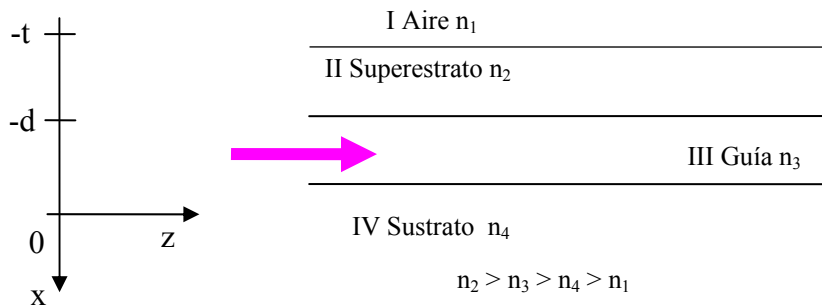 -t
I Aire n₁
II Superestrato n₂
-d
III Guía n₃
0
z
IV Sustrato n₄
x
n₂ > n₃ > n₄ > n₁